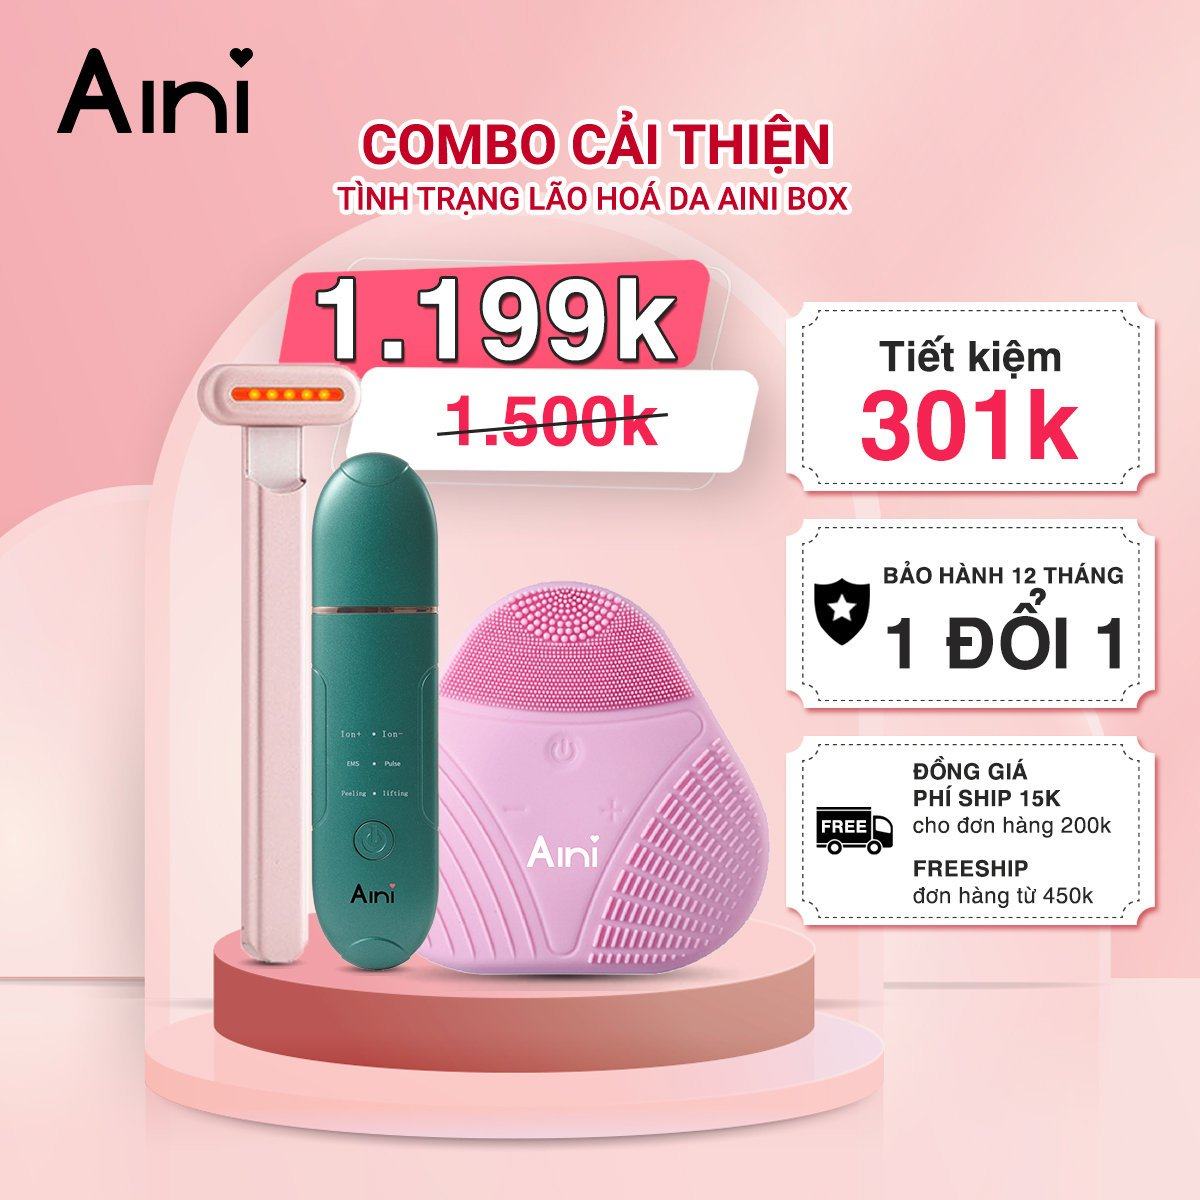 Aini
COMBO CẢI THIỆN
TÌNH TRẠNG LÃO HOÁ DA AINI BOX
1.199k
1.500k
Tiết kiệm
301k
BẢO HÀNH 12 THÁNG
1 ĐỔI 1
FREE
ĐỒNG GIÁ
PHÍ SHIP 15K
cho đơn hàng 200k
FREESHIP
đơn hàng từ 450k
Ion+ • Ion-
EMS • Pulse
Peeling • lifting
Aini
- +
Aini